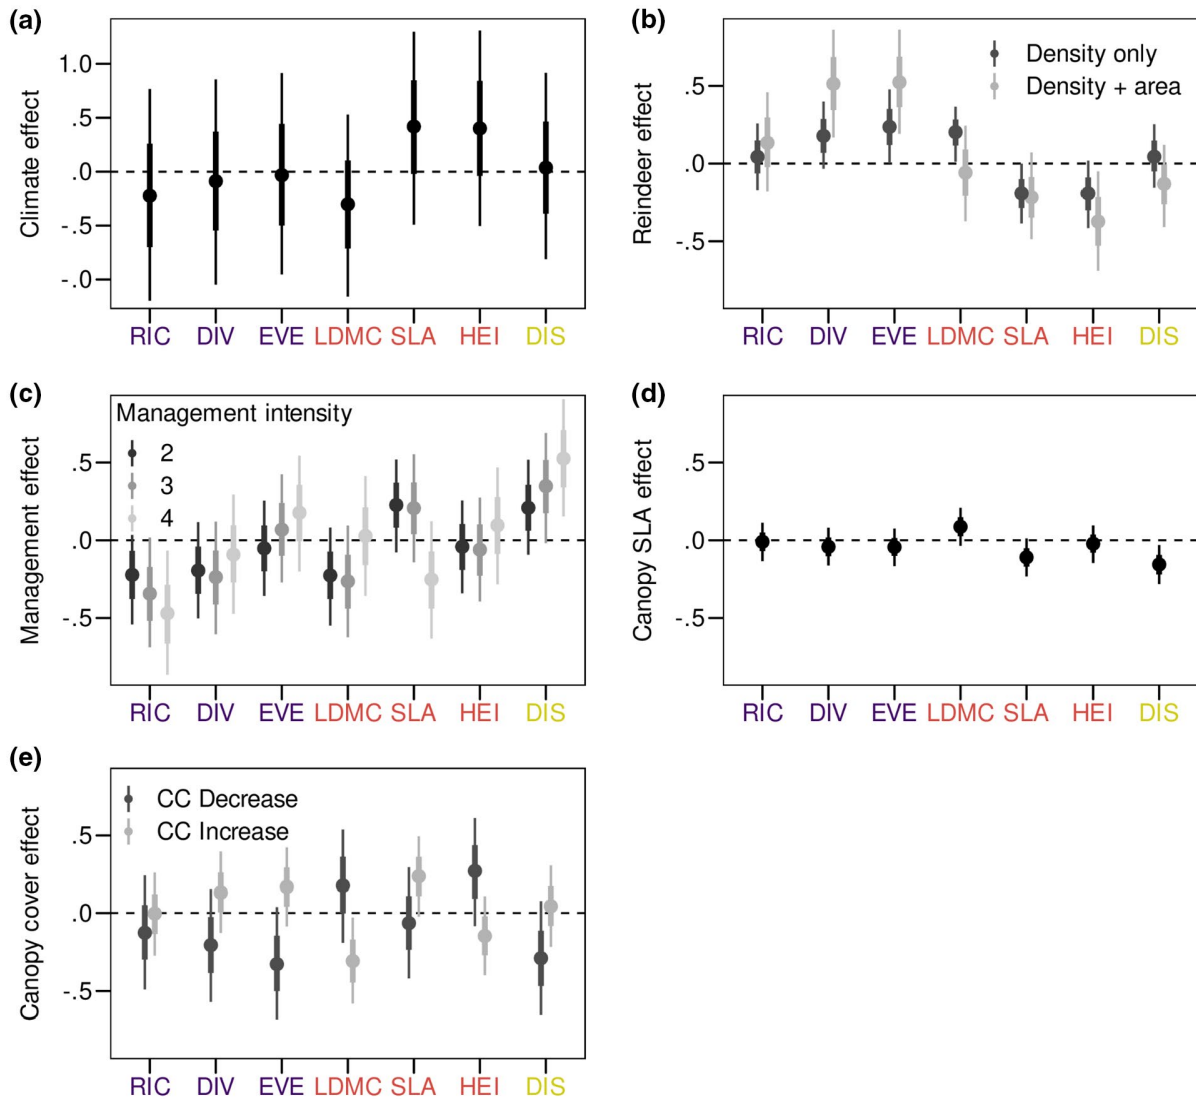 (a)
Climate effect
1.0
.5
.0
-.5
-.0
RIC DIV EVE LDMC SLA HEI DIS
(b)
Reindeer effect
.5
.0
-.5
Density only
Density + area
RIC DIV EVE LDMC SLA HEI DIS
(c)
Management effect
.5
.0
-.5
Management intensity
2
3
4
RIC DIV EVE LDMC SLA HEI DIS
(d)
Canopy SLA effect
.5
.0
-.5
RIC DIV EVE LDMC SLA HEI DIS
(e)
Canopy cover effect
.5
.0
-.5
CC Decrease
CC Increase
RIC DIV EVE LDMC SLA HEI DIS